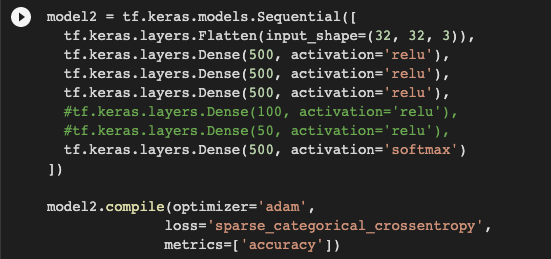 model2 = tf.keras.models.Sequential([
  tf.keras.layers.Flatten(input_shape=(32, 32, 3)),
  tf.keras.layers.Dense(500, activation='relu'),
  tf.keras.layers.Dense(500, activation='relu'),
  tf.keras.layers.Dense(500, activation='relu'),
  #tf.keras.layers.Dense(100, activation='relu'),
  #tf.keras.layers.Dense(50, activation='relu'),
  tf.keras.layers.Dense(500, activation='softmax')
])

model2.compile(optimizer='adam',
              loss='sparse_categorical_crossentropy',
              metrics=['accuracy'])